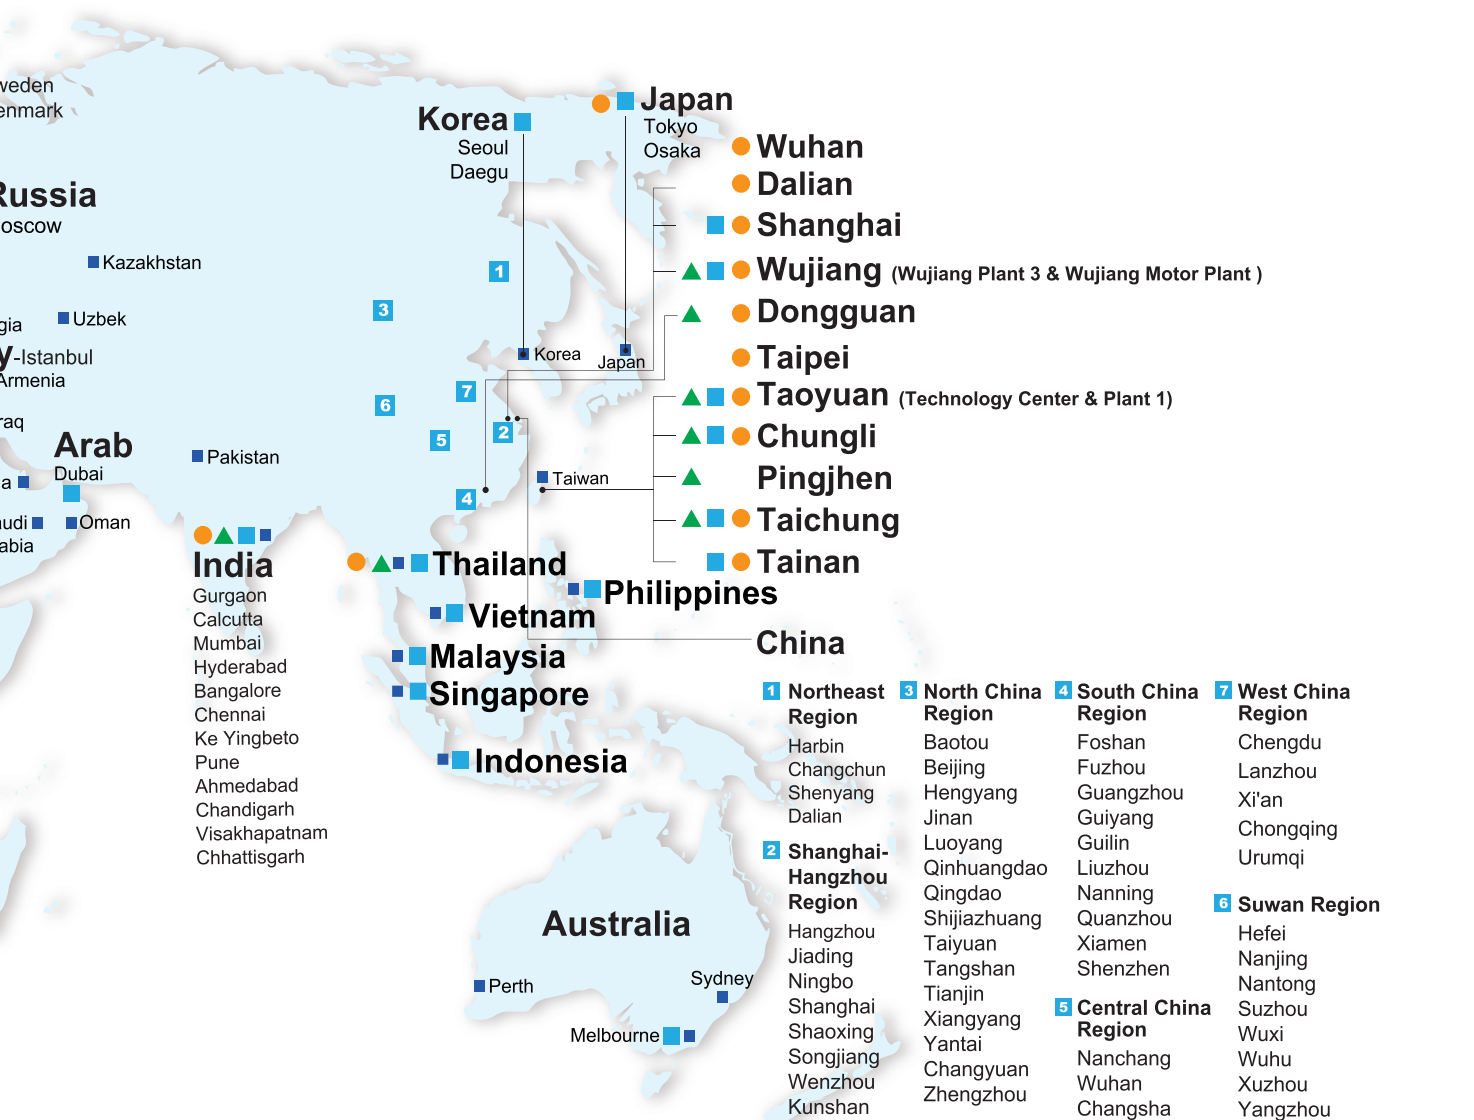 weden
enmark
Russia
oscow
Kazakhstan
Uzbek
gia
y-Istanbul
Armenia
raq
Arab
Dubai
a
audi
abia
Oman
Pakistan
India
Gurgaon
Calcutta
Mumbai
Hyderabad
Bangalore
Chennai
Ke Yingbeto
Pune
Ahmedabad
Chandigarh
Visakhapatnam
Chhattisgarh
Korea
Seoul
Daegu
Japan
Tokyo
Osaka
1
3
7
6
5
2
4
Korea
Japan
Taiwan
Wuhan
Dalian
Shanghai
Wujiang (Wujiang Plant 3 & Wujiang Motor Plant )
Dongguan
Taipei
Taoyuan (Technology Center & Plant 1)
Chungli
Pingjhen
Taichung
Tainan
Thailand
Philippines
Vietnam
Malaysia
Singapore
Indonesia
Australia
Perth
Sydney
Melbourne
China
1 Northeast
Region
Harbin
Changchun
Shenyang
Dalian
2 Shanghai-
Hangzhou
Region
Hangzhou
Jiading
Ningbo
Shanghai
Shaoxing
Songjiang
Wenzhou
Kunshan
3 North China
Region
Baotou
Beijing
Hengyang
Jinan
Luoyang
Qinhuangdao
Qingdao
Shijiazhuang
Taiyuan
Tangshan
Tianjin
Xiangyang
Yantai
Changyuan
Zhengzhou
4 South China
Region
Foshan
Fuzhou
Guangzhou
Guiyang
Guilin
Liuzhou
Nanning
Quanzhou
Xiamen
Shenzhen
5 Central China
Region
Nanchang
Wuhan
Changsha
7 West China
Region
Chengdu
Lanzhou
Xi'an
Chongqing
Urumqi
6 Suwan Region
Hefei
Nanjing
Nantong
Suzhou
Wuxi
Wuhu
Xuzhou
Yangzhou